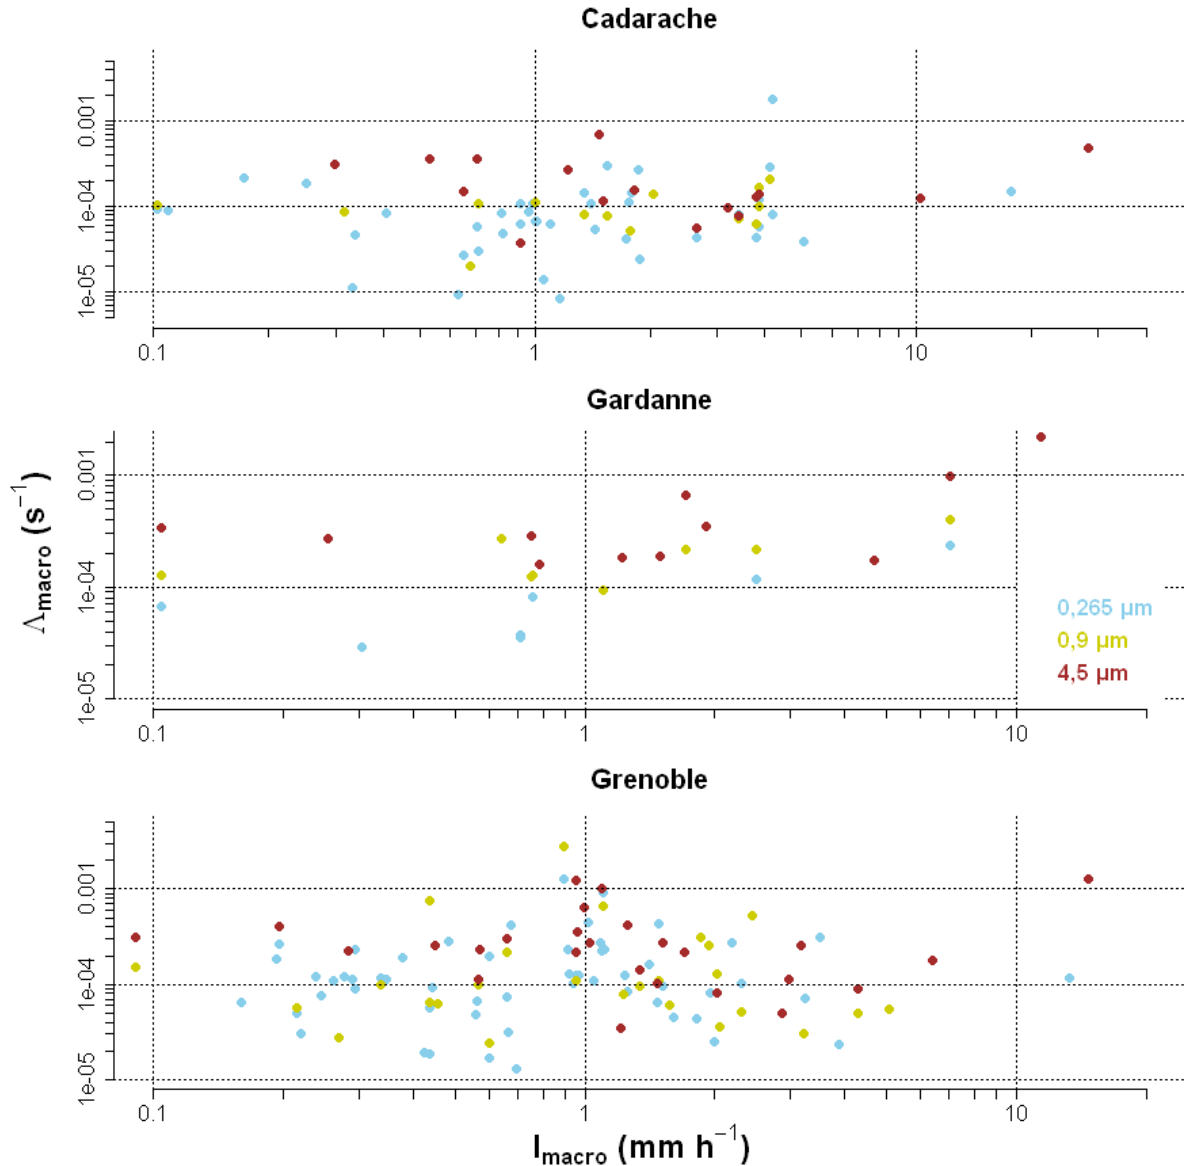 Cadarache
0.001
1e-04
1e-05
0.1 1 10
Gardanne
0.001
1e-04
1e-05
0.1 1 10
Λmacro (s⁻¹)
0,265 µm
0,9 µm
4,5 µm
Grenoble
0.001
1e-04
1e-05
0.1 1 10
Imacro (mm h⁻¹)